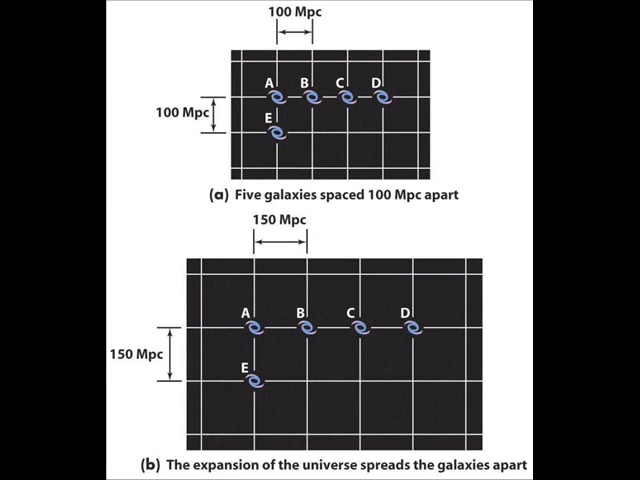 100 Mpc
A B C D
100 Mpc
E
(a) Five galaxies spaced 100 Mpc apart
150 Mpc
A B C D
150 Mpc
E
(b) The expansion of the universe spreads the galaxies apart